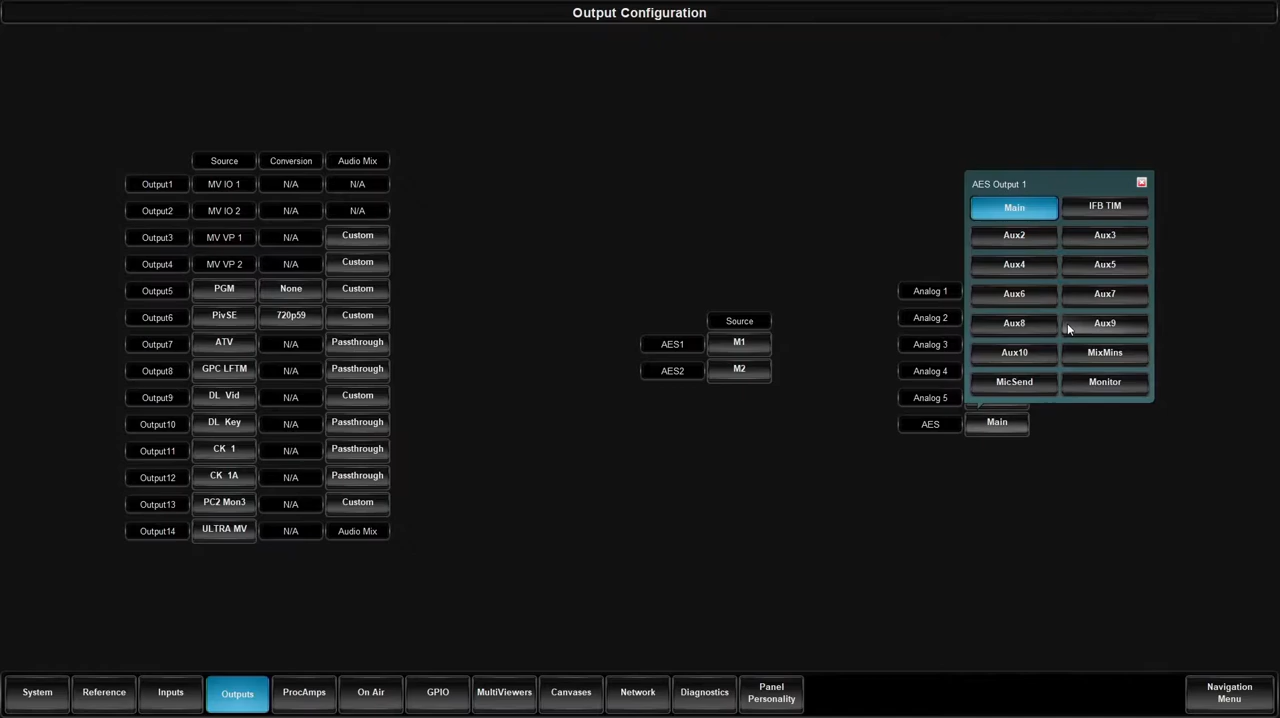 Output Configuration
Source Conversion Audio Mix
Output1 MV IO 1 N/A N/A
Output2 MV IO 2 N/A N/A
Output3 MV VP 1 N/A Custom
Output4 MV VP 2 N/A Custom
Output5 PGM None Custom
Output6 PivSE 720p59 Custom
Output7 ATV N/A Passthrough
Output8 GPC LFTM N/A Passthrough
Output9 DL Vid N/A Custom
Output10 DL Key N/A Passthrough
Output11 CK 1 N/A Passthrough
Output12 CK 1A N/A Passthrough
Output13 PC2 Mon3 N/A Custom
Output14 ULTRA MV N/A Audio Mix
Source
AES1 M1
AES2 M2
Analog 1
Analog 2
Analog 3
Analog 4
Analog 5
AES Main
AES Output 1
Main IFB TIM
Aux2 Aux3
Aux4 Aux5
Aux6 Aux7
Aux8 Aux9
Aux10 MixMins
MicSend Monitor
System Reference Inputs Outputs ProcAmps On Air GPIO MultiViewers Canvases Network Diagnostics Panel Personality Navigation Menu